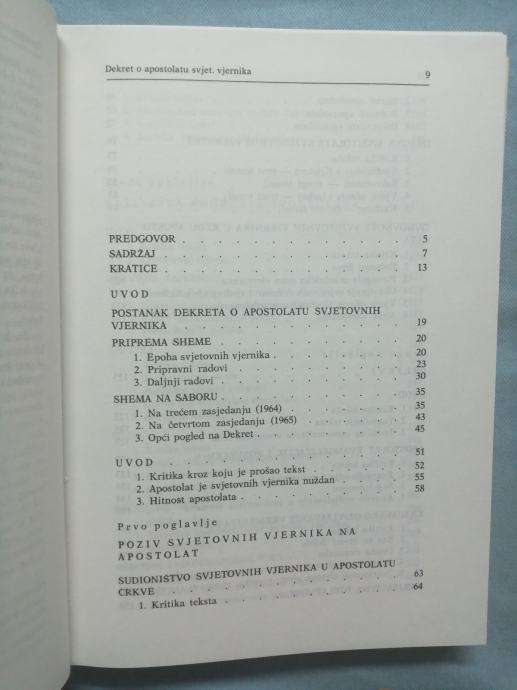 Dekret o apostolatu svjet. vjernika 9
PREDGOVOR . . . . . . . . . . . 5
SADRŽAJ . . . . . . . . . . . . 7
KRATICE . . . . . . . . . . . . 13
UVOD
POSTANAK DEKRETA O APOSTOLATU SVJETOVNIH
VJERNIKA . . . . . . . . . . . 19
PRIPREMA SHEME . . . . . . . . . 20
1. Epoha svjetovnih vjernika . . . . . . . 20
2. Pripravni radovi . . . . . . . . . 23
3. Daljnji radovi . . . . . . . . . 30
SHEMA NA SABORU . . . . . . . . . 35
1. Na trećem zasjedanju (1964) . . . . . . 35
2. Na četvrtom zasjedanju (1965) . . . . . . 43
3. Opći pogled na Dekret . . . . . . . . 45
UVOD . . . . . . . . . . . . 51
1. Kritika kroz koju je prošao tekst . . . . . 52
2. Apostolat je svjetovnih vjernika nuždan . . . . 55
3. Hitnost apostolata . . . . . . . . . 58
Prvo poglavlje
POZIV SVJETOVNIH VJERNIKA NA
APOSTOLAT
SUDIONIŠTVO SVJETOVNIH VJERNIKA U APOSTOLATU
CRKVE . . . . . . . . . . . . 63
1. Kritika teksta . . . . . . . . . . 64